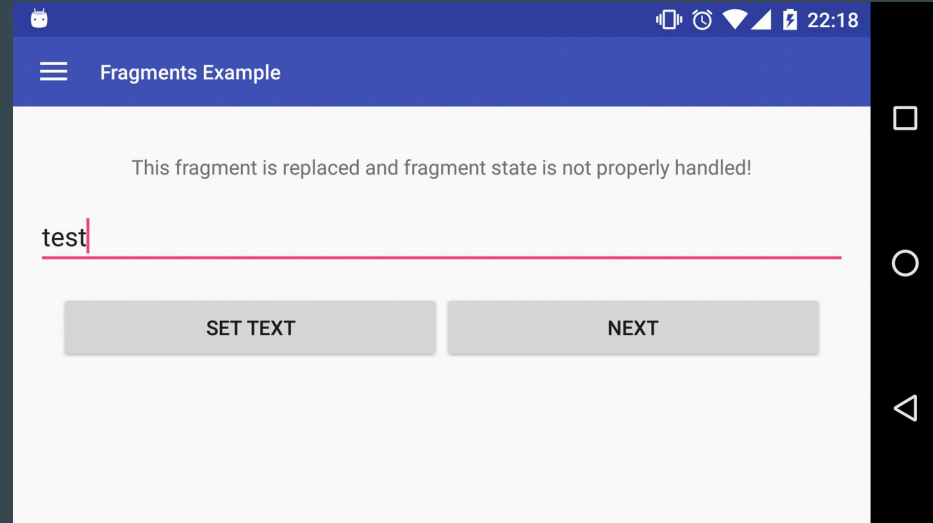 22:18
Fragments Example
This fragment is replaced and fragment state is not properly handled!
test
SET TEXT NEXT